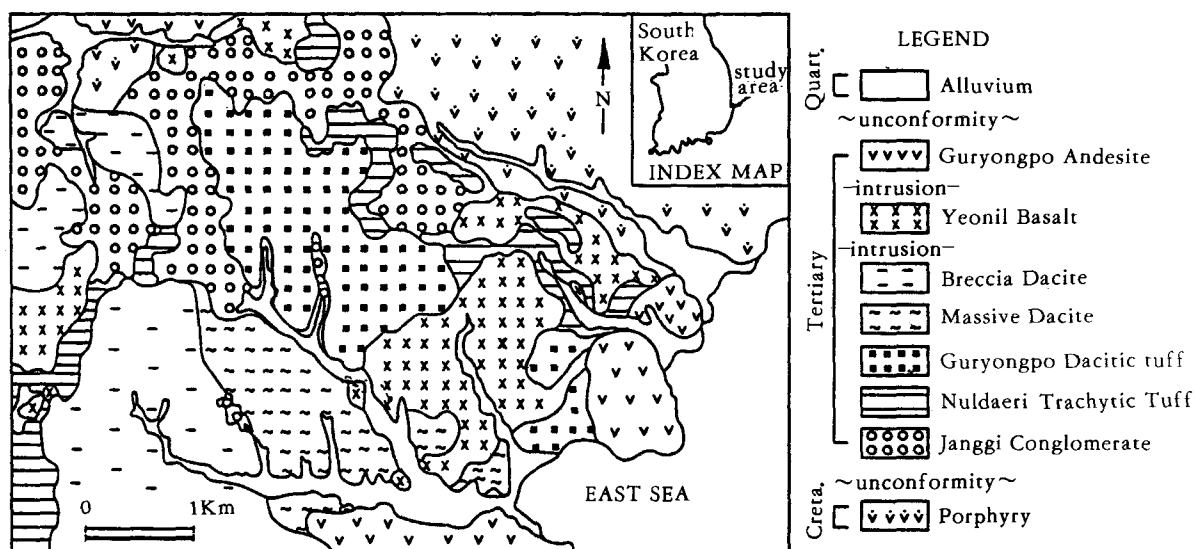 South
Korea
study
area
N
INDEX MAP
EAST SEA
0 1Km
LEGEND
Quart.
Alluvium
~unconformity~
Tertiary
Guryongpo Andesite
-intrusion-
Yeonil Basalt
-intrusion-
Breccia Dacite
Massive Dacite
Guryongpo Dacitic tuff
Nuldaeri Trachytic Tuff
Janggi Conglomerate
~unconformity~
Creta.
Porphyry